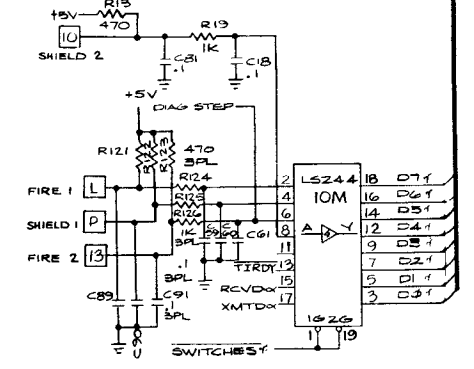 R13
+5V
470
10
SHIELD 2
R19
1K
C81
.1
C18
.1
DIAG STEP
+5V
R121
R122
R123
470
3PL
R124
R125
R126
1K
3PL
FIRE 1 L
SHIELD 1 P
FIRE 2 13
C59
C60
C61
.1
3PL
C89
C90
C91
.1
3PL
LS244
10M
A Y
2 18 D7
4 16 D6
6 14 D5
8 12 D4
11 9 D3
TIRDY 13 7 D2
RCVDα 15 5 D1
XMTDα 17 3 D0
1G 2G
1 19
SWITCHES